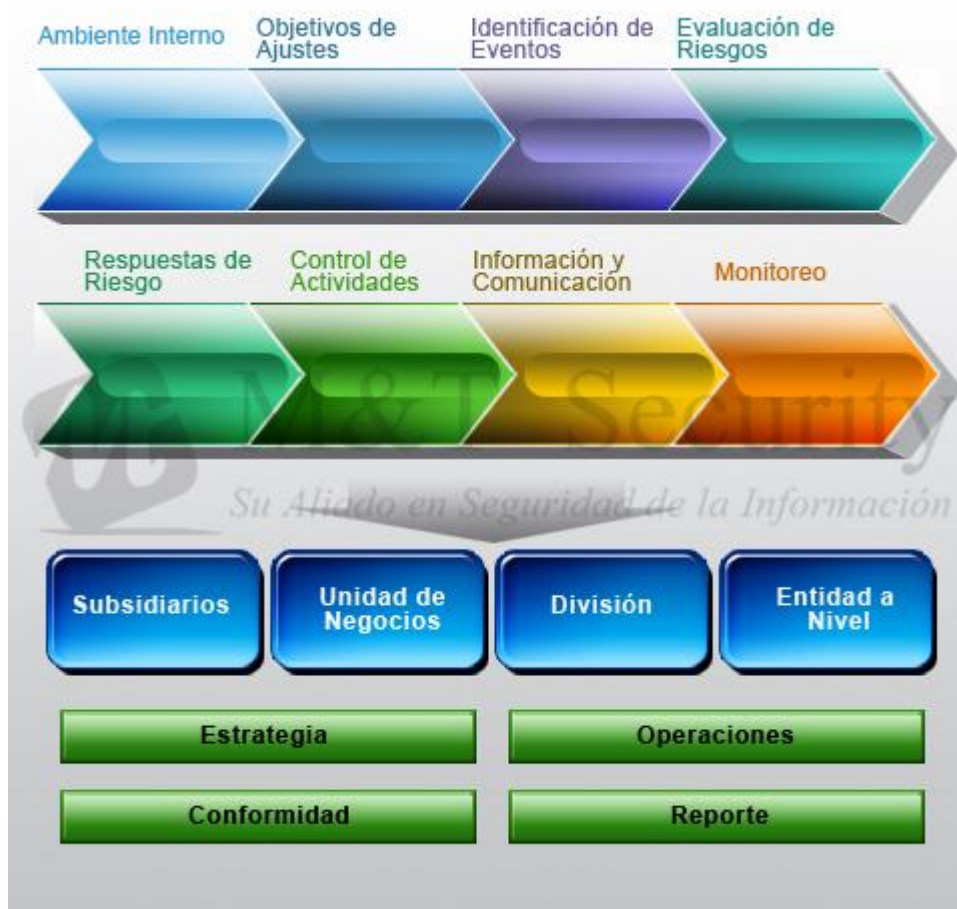 Ambiente Interno
Objetivos de
Ajustes
Identificación de
Eventos
Evaluación de
Riesgos
Respuestas de
Riesgo
Control de
Actividades
Información y
Comunicación
Monitoreo
M&T Security
Su Aliado en Seguridad de la Información
Subsidiarios
Unidad de
Negocios
División
Entidad a
Nivel
Estrategia
Operaciones
Conformidad
Reporte